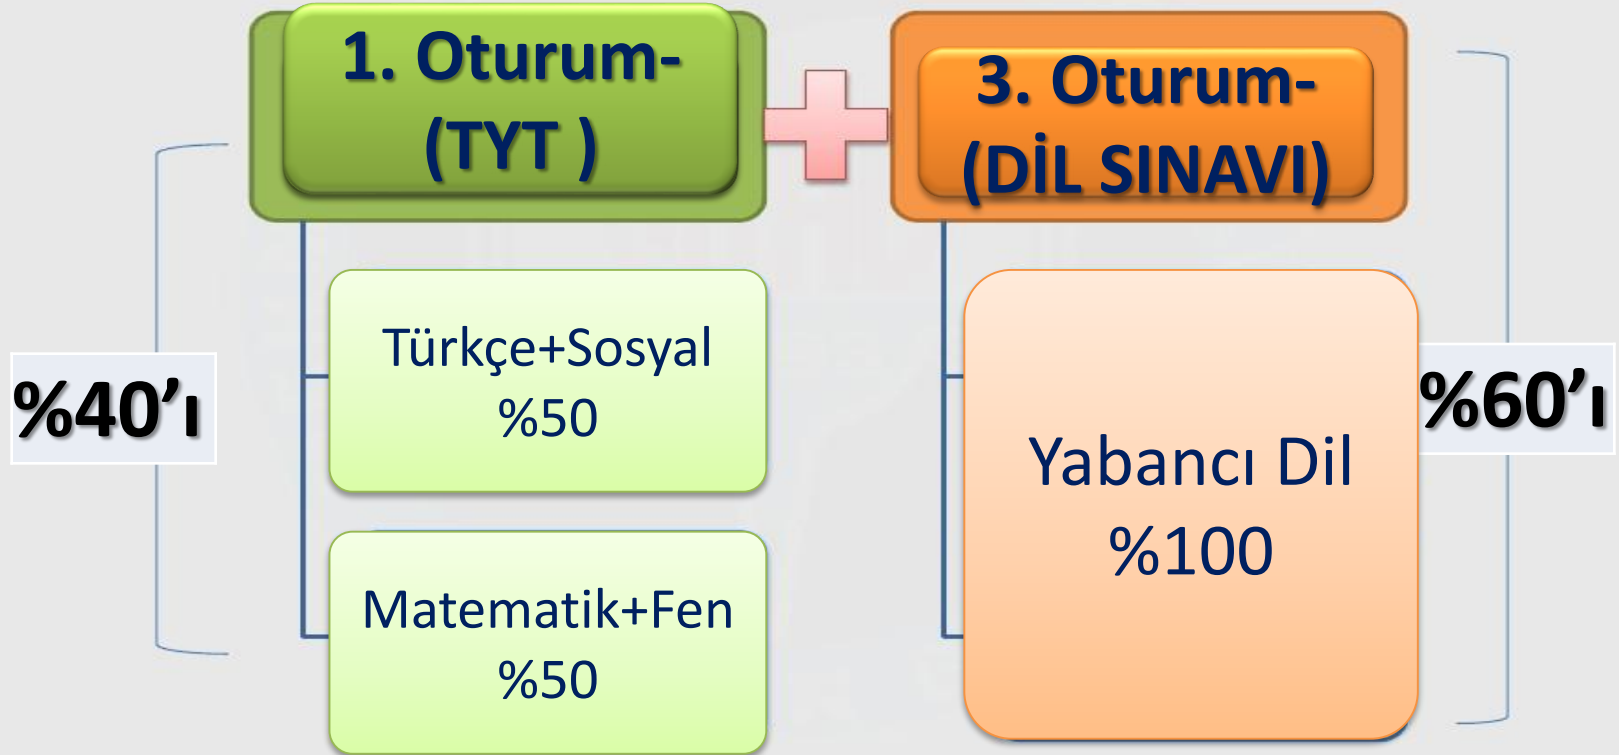 1. Oturum-
(TYT )
3. Oturum-
(DİL SINAVI)
%40’ı
Türkçe+Sosyal
%50
Matematik+Fen
%50
Yabancı Dil
%100
%60’ı